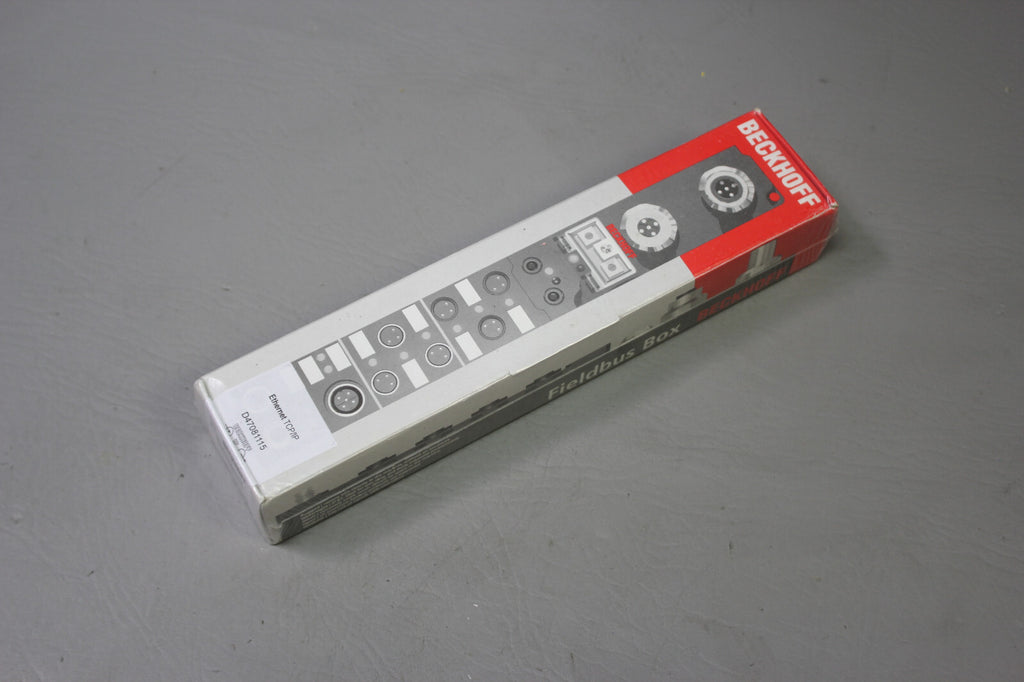 BECKHOFF
Ethernet TCP/IP
D47081115
BECKHOFF
Fieldbus Box